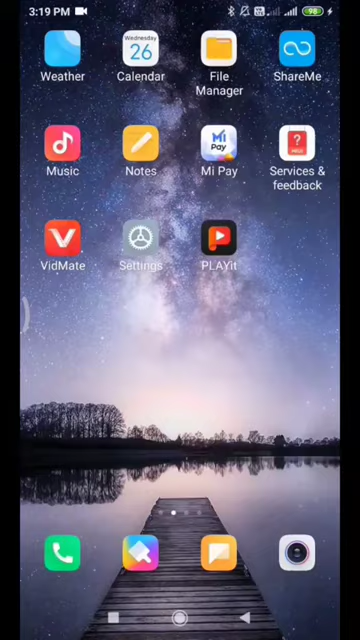 3:19 PM
98
Wednesday
26
Weather
Calendar
File
Manager
ShareMe
Mi
Pay
Music
Notes
Mi Pay
Services &
feedback
VidMate
Settings
PLAYit